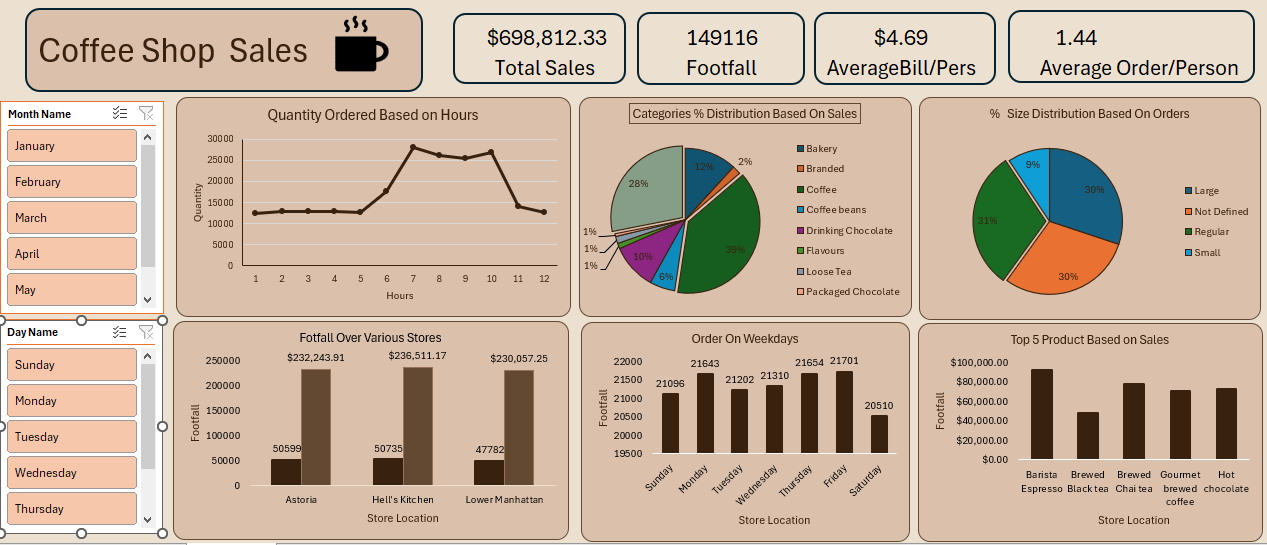 Coffee Shop Sales
$698,812.33
Total Sales
149116
Footfall
$4.69
AverageBill/Pers
1.44
Average Order/Person
Month Name
January
February
March
April
May
Day Name
Sunday
Monday
Tuesday
Wednesday
Thursday
Quantity Ordered Based on Hours
30000
25000
20000
15000
10000
5000
0
Quantity
1 2 3 4 5 6 7 8 9 10 11 12
Hours
Categories % Distribution Based On Sales
12%
2%
39%
6%
10%
1%
1%
1%
28%
Bakery
Branded
Coffee
Coffee beans
Drinking Chocolate
Flavours
Loose Tea
Packaged Chocolate
% Size Distribution Based On Orders
30%
30%
31%
9%
Large
Not Defined
Regular
Small
Fotfall Over Various Stores
250000
200000
150000
100000
50000
0
Footfall
$232,243.91
$236,511.17
$230,057.25
50599
50735
47782
Astoria
Hell's Kitchen
Lower Manhattan
Store Location
Order On Weekdays
22000
21500
21000
20500
20000
19500
Footfall
21096
21643
21202
21310
21654
21701
20510
Sunday
Monday
Tuesday
Wednesday
Thursday
Friday
Saturday
Store Location
Top 5 Product Based on Sales
$100,000.00
$80,000.00
$60,000.00
$40,000.00
$20,000.00
$0.00
Footfall
Barista
Espresso
Brewed
Black tea
Brewed
Chai tea
Gourmet
brewed
coffee
Hot
chocolate
Store Location